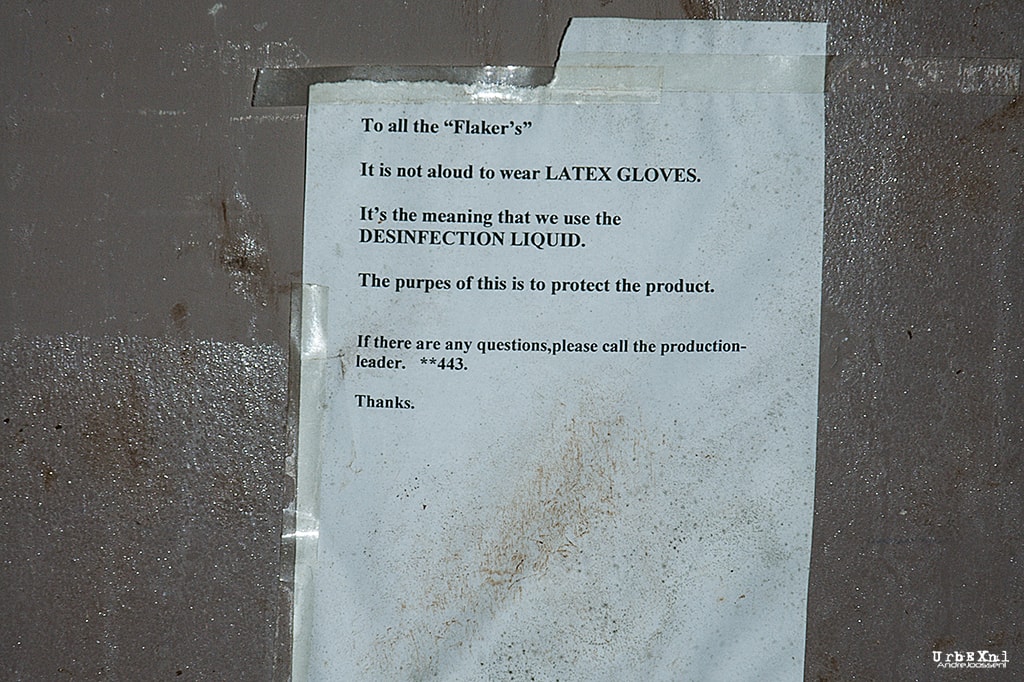 To all the “Flaker’s”
It is not aloud to wear LATEX GLOVES.
It’s the meaning that we use the
DESINFECTION LIQUID.
The purpes of this is to protect the product.
If there are any questions,please call the production-
leader. **443.
Thanks.
UrbEXnl
AndreJoosseni